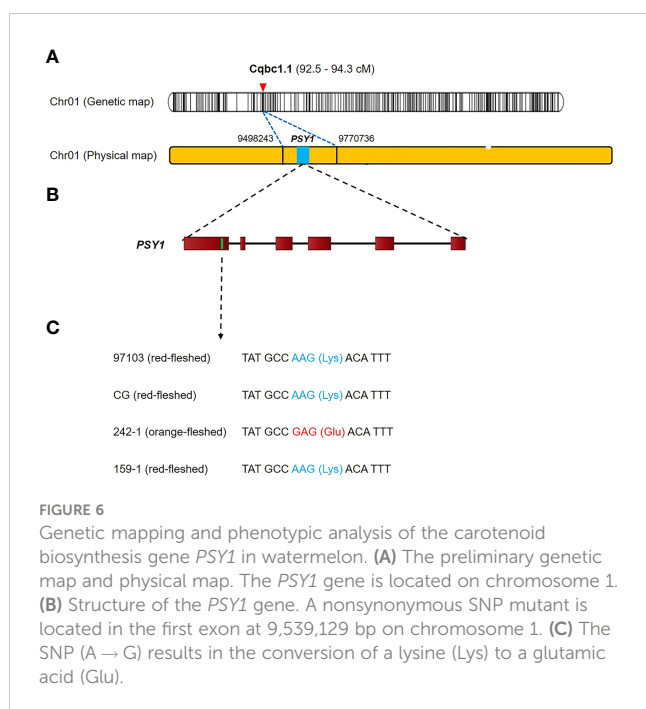 A
Cqbc1.1 (92.5 - 94.3 cM)
Chr01 (Genetic map)
9498243 PSY1 9770736
Chr01 (Physical map)
B
PSY1
C
97103 (red-fleshed) TAT GCC AAG (Lys) ACA TTT
CG (red-fleshed) TAT GCC AAG (Lys) ACA TTT
242-1 (orange-fleshed) TAT GCC GAG (Glu) ACA TTT
159-1 (red-fleshed) TAT GCC AAG (Lys) ACA TTT
FIGURE 6
Genetic mapping and phenotypic analysis of the carotenoid
biosynthesis gene PSY1 in watermelon. (A) The preliminary genetic
map and physical map. The PSY1 gene is located on chromosome 1.
(B) Structure of the PSY1 gene. A nonsynonymous SNP mutant is
located in the first exon at 9,539,129 bp on chromosome 1. (C) The
SNP (A → G) results in the conversion of a lysine (Lys) to a glutamic
acid (Glu).